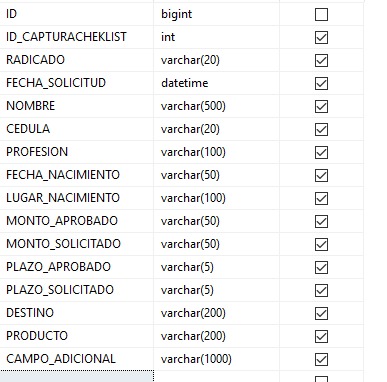 ID bigint
ID_CAPTURACHEKLIST int
RADICADO varchar(20)
FECHA_SOLICITUD datetime
NOMBRE varchar(500)
CEDULA varchar(20)
PROFESION varchar(100)
FECHA_NACIMIENTO varchar(50)
LUGAR_NACIMIENTO varchar(100)
MONTO_APROBADO varchar(50)
MONTO_SOLICITADO varchar(50)
PLAZO_APROBADO varchar(5)
PLAZO_SOLICITADO varchar(5)
DESTINO varchar(200)
PRODUCTO varchar(200)
CAMPO_ADICIONAL varchar(1000)